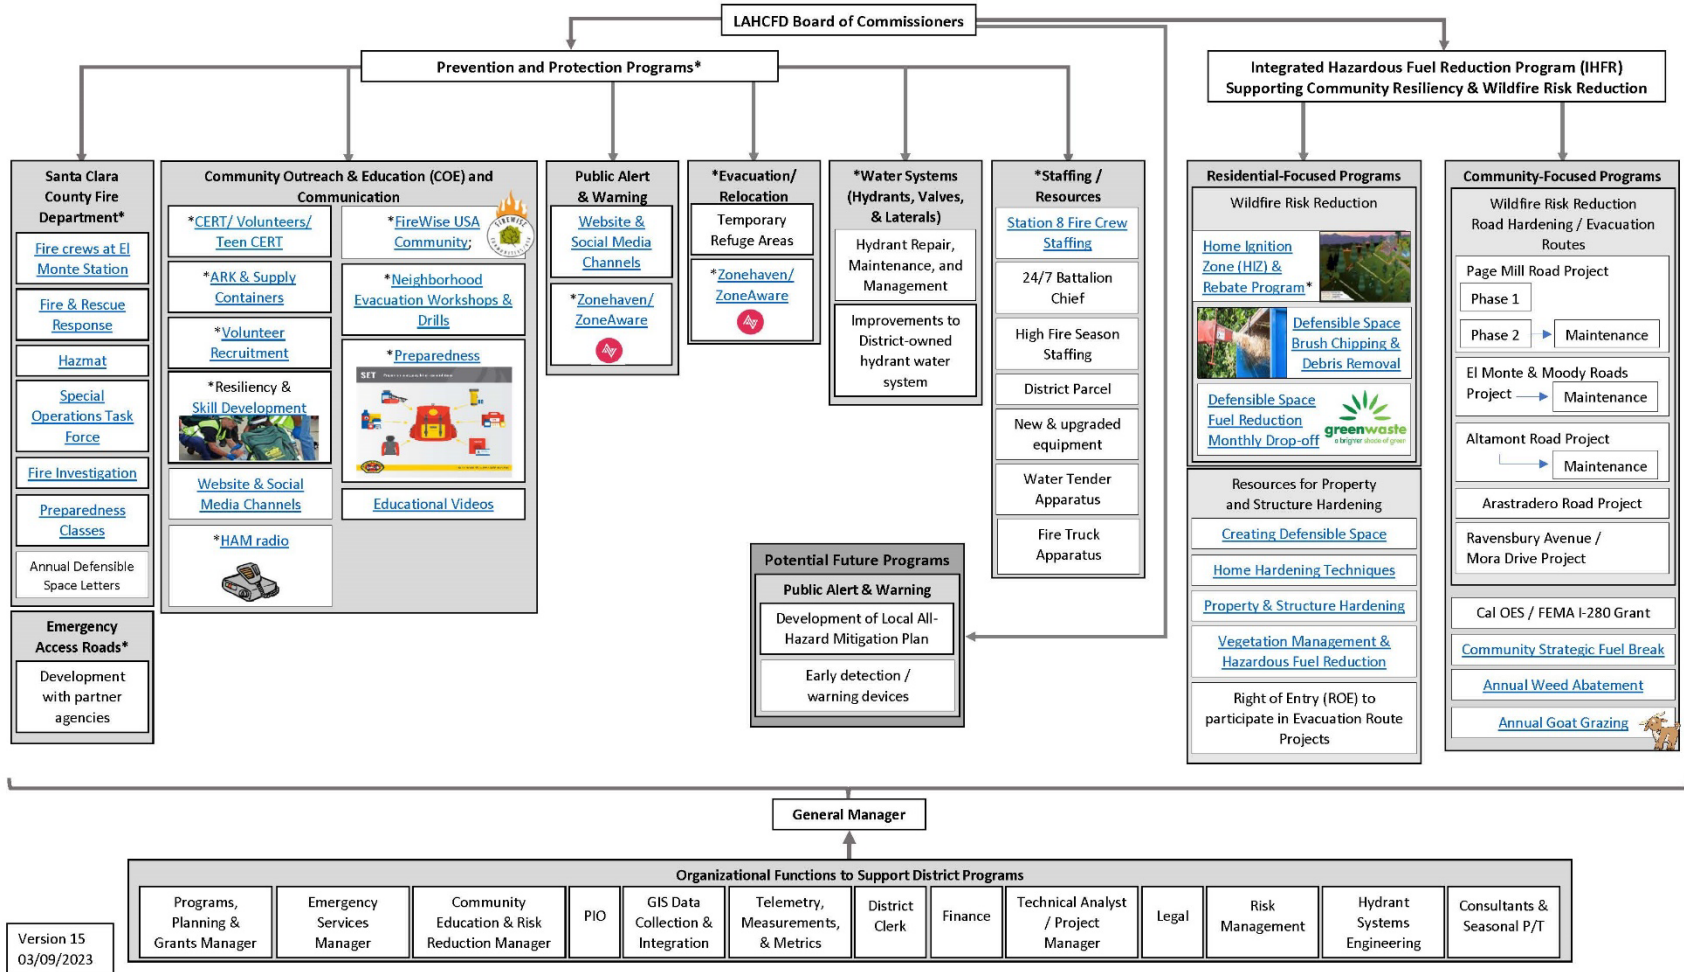 LAHCFD Board of Commissioners
Prevention and Protection Programs*
Integrated Hazardous Fuel Reduction Program (IHFR)
Supporting Community Resiliency & Wildfire Risk Reduction
Santa Clara
County Fire
Department*
Fire crews at El
Monte Station
Fire & Rescue
Response
Hazmat
Special
Operations Task
Force
Fire Investigation
Preparedness
Classes
Annual Defensible
Space Letters
Emergency
Access Roads*
Development
with partner
agencies
Community Outreach & Education (COE) and
Communication
*CERT/ Volunteers/
Teen CERT
*ARK & Supply
Containers
*Volunteer
Recruitment
*Resiliency &
Skill Development
Website & Social
Media Channels
*HAM radio
*FireWise USA
Community;
FIREWISE
*Neighborhood
Evacuation Workshops &
Drills
*Preparedness
SET
Educational Videos
Public Alert
& Warning
Website &
Social Media
Channels
*Zonehaven/
ZoneAware
*Evacuation/
Relocation
Temporary
Refuge Areas
*Zonehaven/
ZoneAware
*Water Systems
(Hydrants, Valves,
& Laterals)
Hydrant Repair,
Maintenance, and
Management
Improvements to
District-owned
hydrant water
system
*Staffing /
Resources
Station 8 Fire Crew
Staffing
24/7 Battalion
Chief
High Fire Season
Staffing
District Parcel
New & upgraded
equipment
Water Tender
Apparatus
Fire Truck
Apparatus
Potential Future Programs
Public Alert & Warning
Development of Local All-
Hazard Mitigation Plan
Early detection /
warning devices
Residential-Focused Programs
Wildfire Risk Reduction
Home Ignition
Zone (HIZ) &
Rebate Program*
Defensible Space
Brush Chipping &
Debris Removal
Defensible Space
Fuel Reduction
Monthly Drop-off
greenwaste
a brighter shade of green
Resources for Property
and Structure Hardening
Creating Defensible Space
Home Hardening Techniques
Property & Structure Hardening
Vegetation Management &
Hazardous Fuel Reduction
Right of Entry (ROE) to
participate in Evacuation Route
Projects
Community-Focused Programs
Wildfire Risk Reduction
Road Hardening / Evacuation
Routes
Page Mill Road Project
Phase 1
Phase 2 Maintenance
El Monte & Moody Roads
Project Maintenance
Altamont Road Project
Maintenance
Arastradero Road Project
Ravensbury Avenue /
Mora Drive Project
Cal OES / FEMA I-280 Grant
Community Strategic Fuel Break
Annual Weed Abatement
Annual Goat Grazing
General Manager
Organizational Functions to Support District Programs
Programs,
Planning &
Grants Manager
Emergency
Services
Manager
Community
Education & Risk
Reduction Manager
PIO
GIS Data
Collection &
Integration
Telemetry,
Measurements,
& Metrics
District
Clerk
Finance
Technical Analyst
/ Project
Manager
Legal
Risk
Management
Hydrant
Systems
Engineering
Consultants &
Seasonal P/T
Version 15
03/09/2023